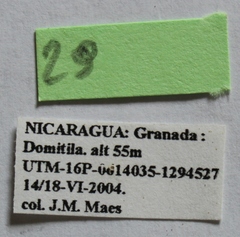 29
NICARAGUA: Granada :
Domitila. alt 55m
UTM-16P-0614035-1294527
14/18-VI-2004.
col. J.M. Maes